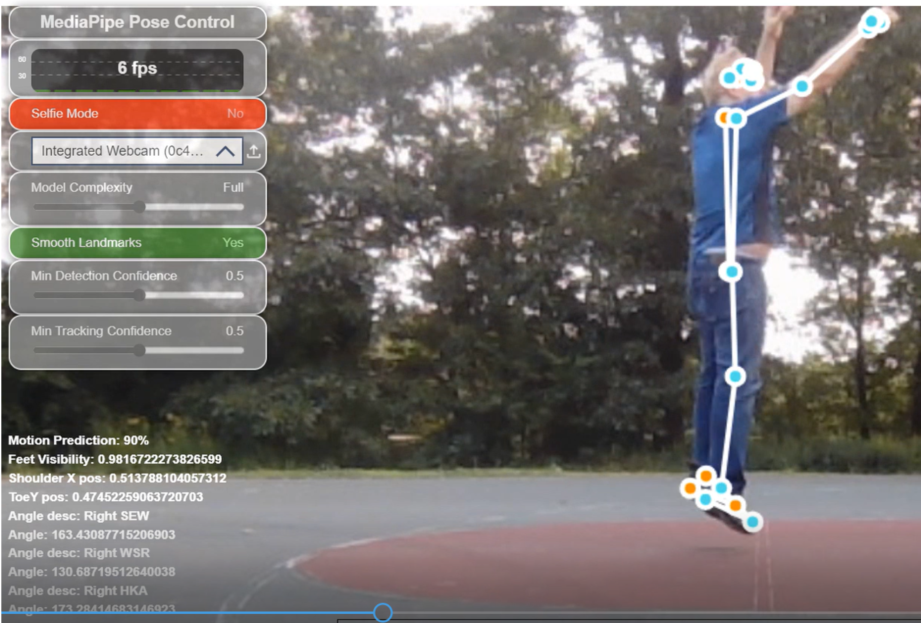 MediaPipe Pose Control
60
30
6 fps
Selfie Mode No
Integrated Webcam (0c4...
Model Complexity Full
Smooth Landmarks Yes
Min Detection Confidence 0.5
Min Tracking Confidence 0.5
Motion Prediction: 90%
Feet Visibility: 0.9816722273826599
Shoulder X pos: 0.513788104057312
ToeY pos: 0.47452259063720703
Angle desc: Right SEW
Angle: 163.43087715206903
Angle desc: Right WSR
Angle: 130.68719512640038
Angle desc: Right HKA
Angle: 173.28414683146923